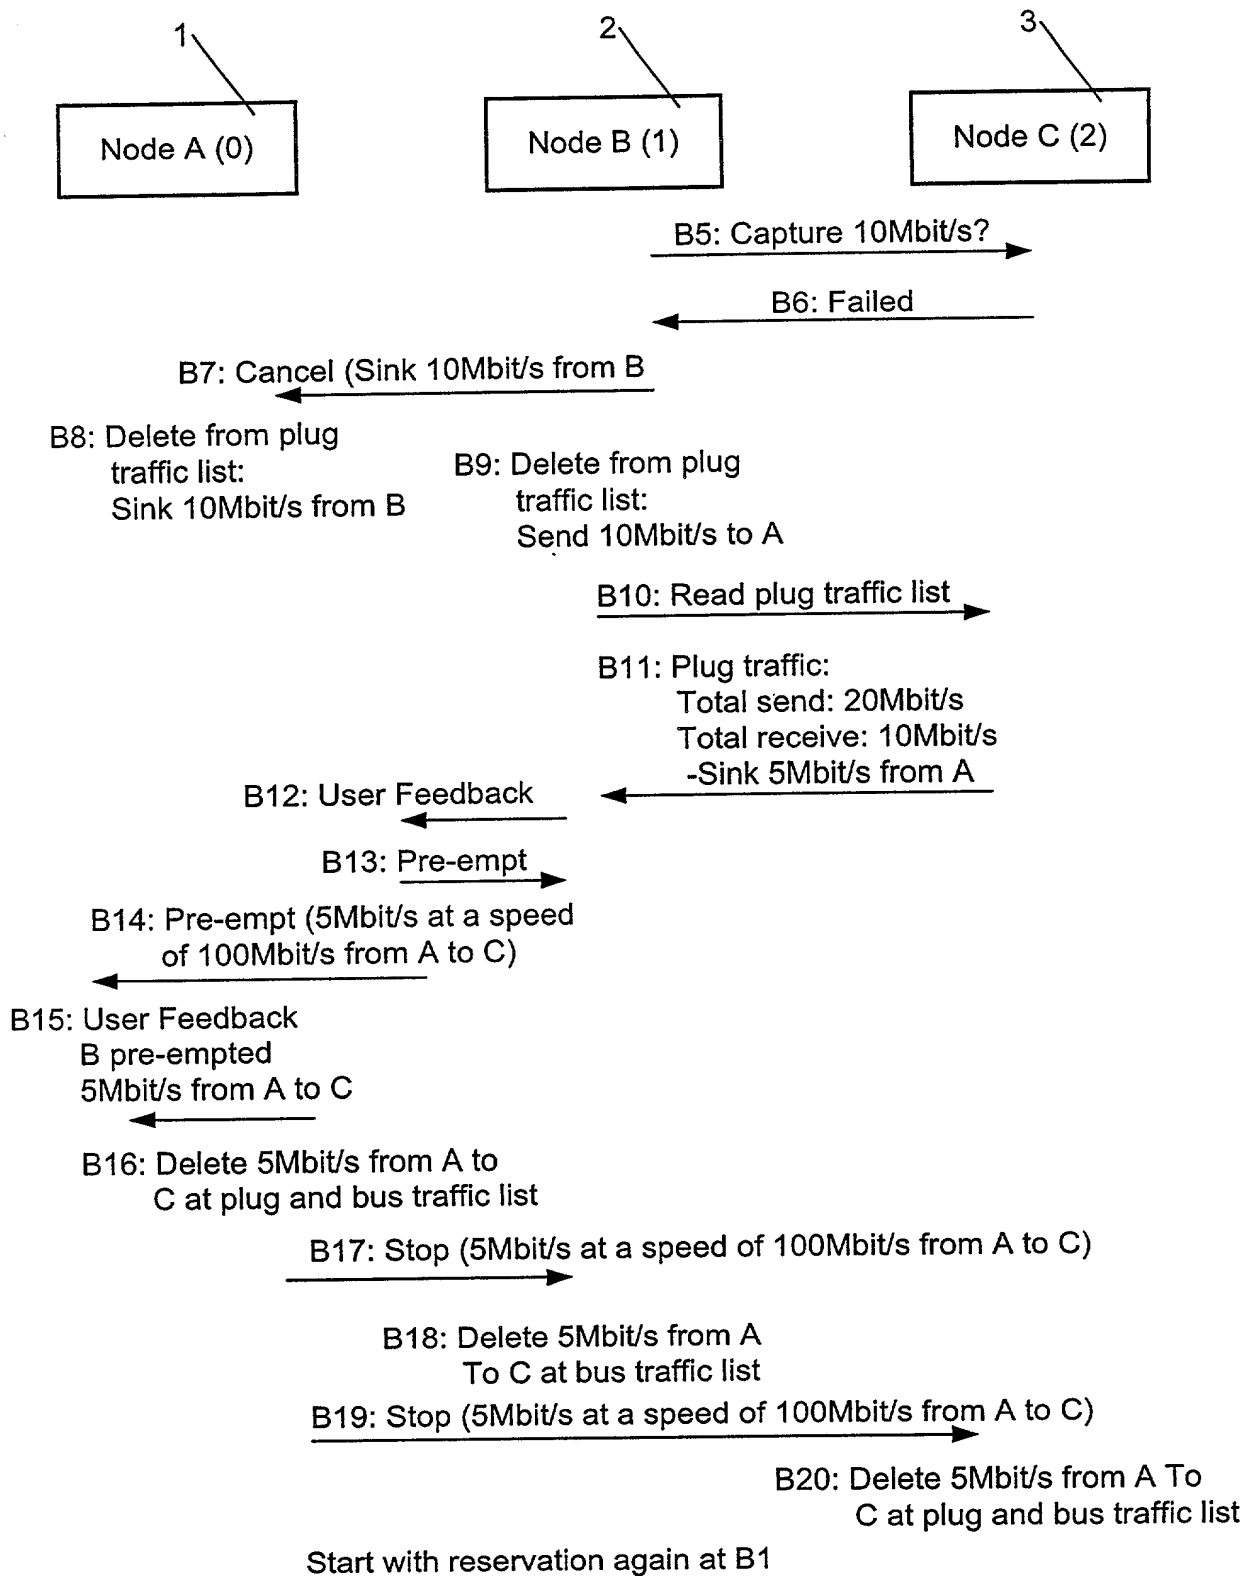 1
2
3
Node A (0)
Node B (1)
Node C (2)
B5: Capture 10Mbit/s?
B6: Failed
B7: Cancel (Sink 10Mbit/s from B
B8: Delete from plug
traffic list:
Sink 10Mbit/s from B
B9: Delete from plug
traffic list:
Send 10Mbit/s to A
B10: Read plug traffic list
B11: Plug traffic:
Total send: 20Mbit/s
Total receive: 10Mbit/s
-Sink 5Mbit/s from A
B12: User Feedback
B13: Pre-empt
B14: Pre-empt (5Mbit/s at a speed
of 100Mbit/s from A to C)
B15: User Feedback
B pre-empted
5Mbit/s from A to C
B16: Delete 5Mbit/s from A to
C at plug and bus traffic list
B17: Stop (5Mbit/s at a speed of 100Mbit/s from A to C)
B18: Delete 5Mbit/s from A
To C at bus traffic list
B19: Stop (5Mbit/s at a speed of 100Mbit/s from A to C)
B20: Delete 5Mbit/s from A To
C at plug and bus traffic list
Start with reservation again at B1